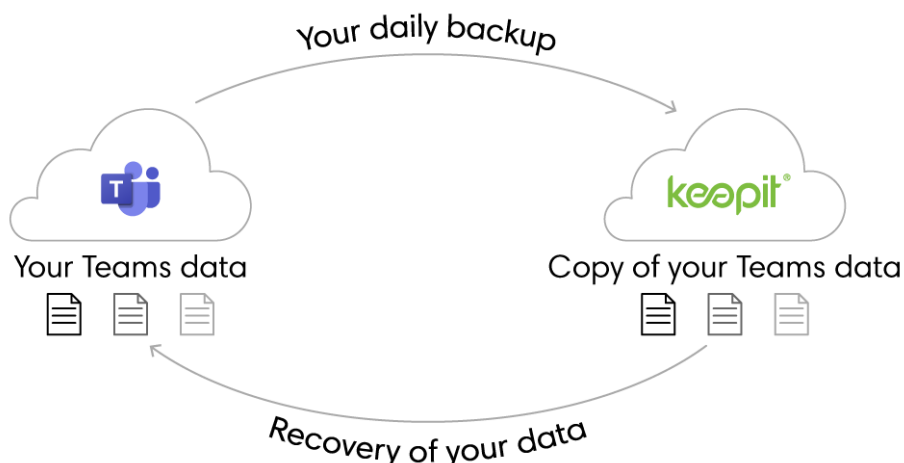 Your daily backup
T
keepit®
Your Teams data
Copy of your Teams data
Recovery of your data